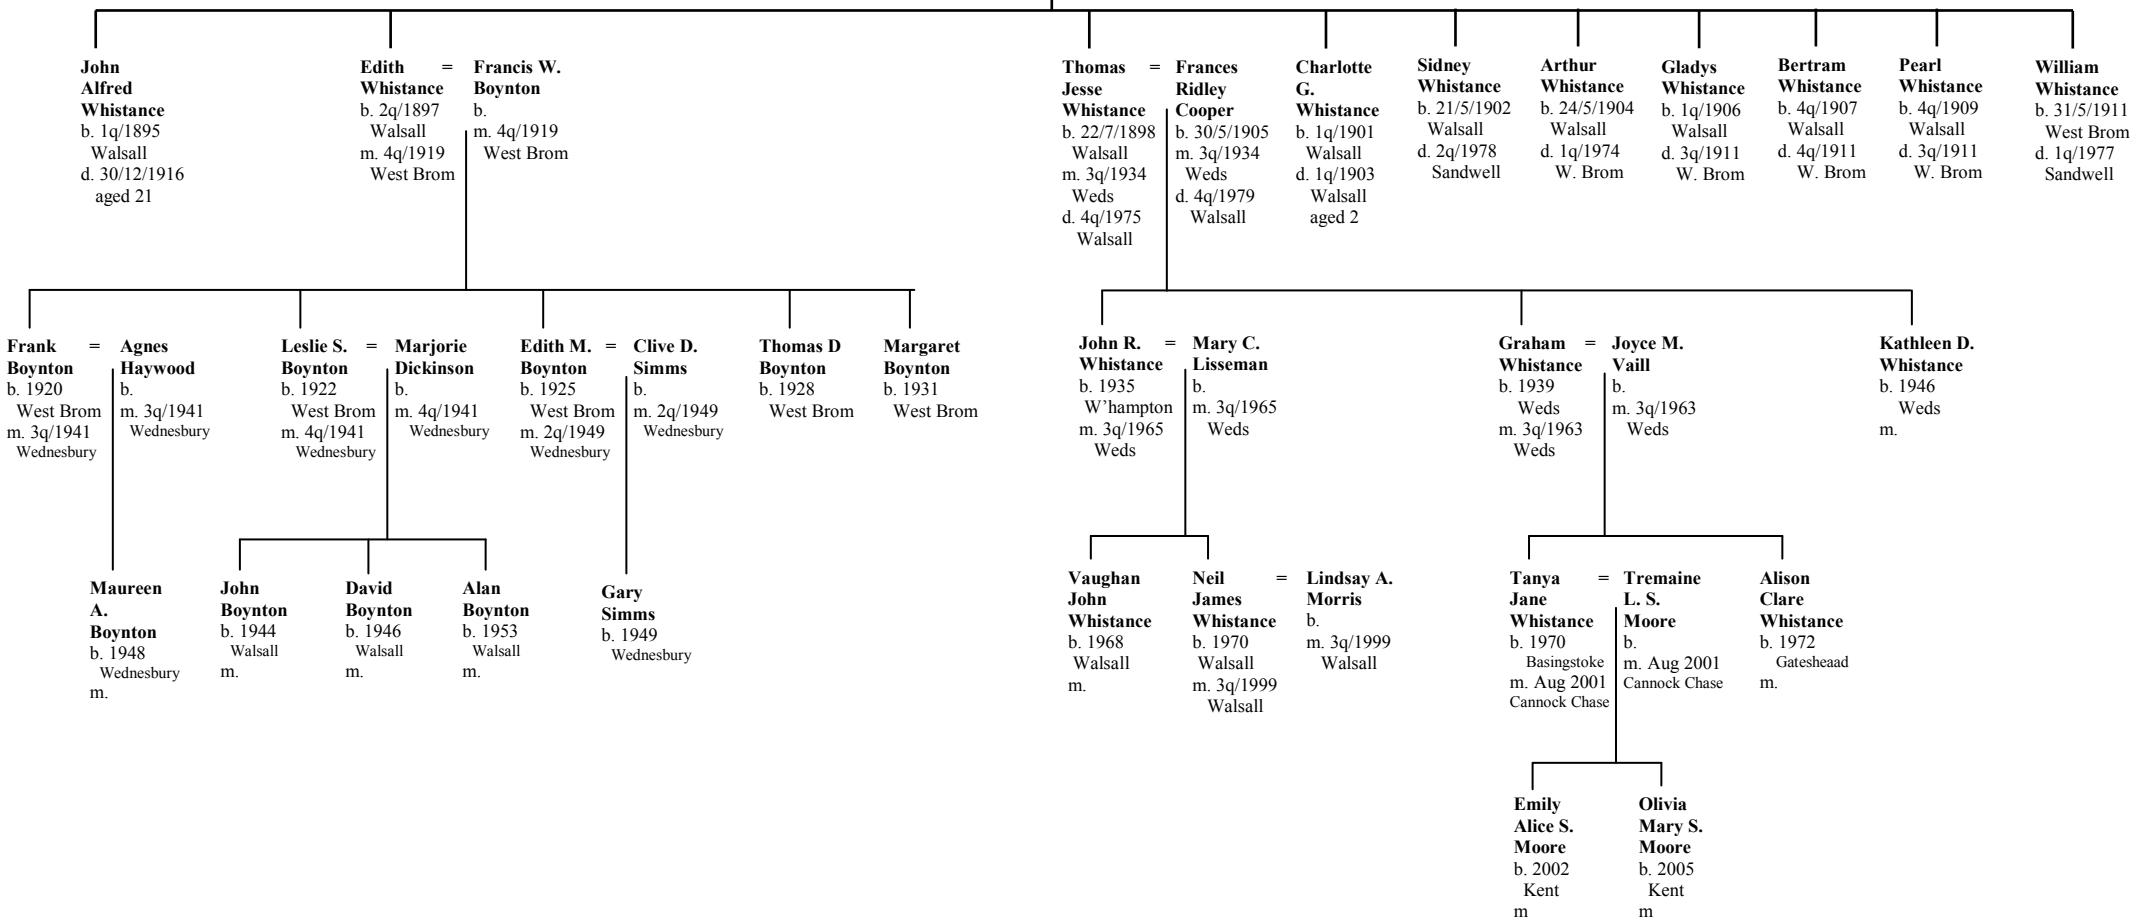 John
Alfred
Whistance
b. 1q/1895
Walsall
d. 30/12/1916
aged 21
Edith =
Whistance
b. 2q/1897
Walsall
m. 4q/1919
West Brom
Francis W.
Boynton
b.
m. 4q/1919
West Brom
Thomas =
Jesse
Whistance
b. 22/7/1898
Walsall
m. 3q/1934
Weds
d. 4q/1975
Walsall
Frances
Ridley
Cooper
b. 30/5/1905
m. 3q/1934
Weds
d. 4q/1979
Walsall
Charlotte
G.
Whistance
b. 1q/1901
Walsall
d. 1q/1903
Walsall
aged 2
Sidney
Whistance
b. 21/5/1902
Walsall
d. 2q/1978
Sandwell
Arthur
Whistance
b. 24/5/1904
Walsall
d. 1q/1974
W. Brom
Gladys
Whistance
b. 1q/1906
Walsall
d. 3q/1911
W. Brom
Bertram
Whistance
b. 4q/1907
Walsall
d. 4q/1911
W. Brom
Pearl
Whistance
b. 4q/1909
Walsall
d. 3q/1911
W. Brom
William
Whistance
b. 31/5/1911
West Brom
d. 1q/1977
Sandwell
Frank =
Boynton
b. 1920
West Brom
m. 3q/1941
Wednesbury
Agnes
Haywood
b.
m. 3q/1941
Wednesbury
Leslie S. =
Boynton
b. 1922
West Brom
m. 4q/1941
Wednesbury
Marjorie
Dickinson
b.
m. 4q/1941
Wednesbury
Edith M. =
Boynton
b. 1925
West Brom
m. 2q/1949
Wednesbury
Clive D.
Simms
b.
m. 2q/1949
Wednesbury
Thomas D
Boynton
b. 1928
West Brom
Margaret
Boynton
b. 1931
West Brom
John R. =
Whistance
b. 1935
W'hampton
m. 3q/1965
Weds
Mary C.
Lisseman
b.
m. 3q/1965
Weds
Graham =
Whistance
b. 1939
Weds
m. 3q/1963
Weds
Joyce M.
Vaill
b.
m. 3q/1963
Weds
Kathleen D.
Whistance
b. 1946
Weds
m.
Maureen
A.
Boynton
b. 1948
Wednesbury
m.
John
Boynton
b. 1944
Walsall
m.
David
Boynton
b. 1946
Walsall
m.
Alan
Boynton
b. 1953
Walsall
m.
Gary
Simms
b. 1949
Wednesbury
Vaughan
John
Whistance
b. 1968
Walsall
m.
Neil =
James
Whistance
b. 1970
Walsall
m. 3q/1999
Walsall
Lindsay A.
Morris
b.
m. 3q/1999
Walsall
Tanya =
Jane
Whistance
b. 1970
Basingstoke
m. Aug 2001
Cannock Chase
Tremaine
L. S.
Moore
b.
m. Aug 2001
Cannock Chase
Alison
Clare
Whistance
b. 1972
Gatesheaad
m.
Emily
Alice S.
Moore
b. 2002
Kent
m
Olivia
Mary S.
Moore
b. 2005
Kent
m